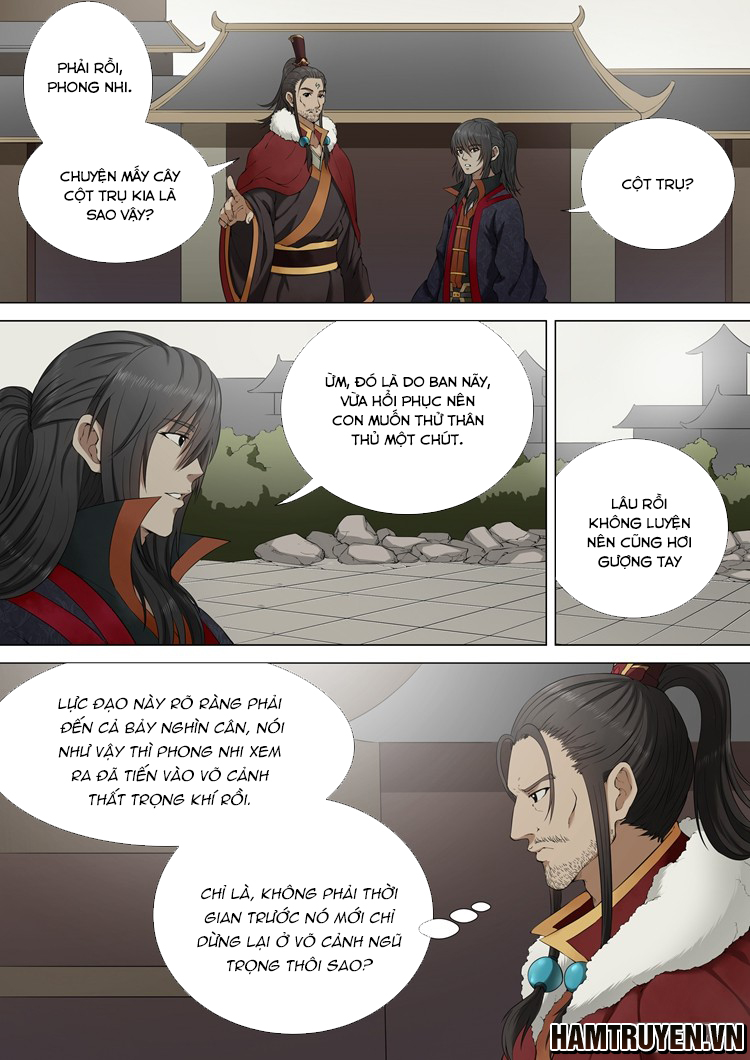 PHẢI RỒI,
PHONG NHI.
CHUYỆN MẤY CÂY
CỘT TRỤ KIA LÀ
SAO VẬY?
CỘT TRỤ?
ỪM, ĐÓ LÀ DO BAN NÃY,
VỪA HỒI PHỤC NÊN
CON MUỐN THỬ THÂN
THỦ MỘT CHÚT.
LÂU RỒI
KHÔNG LUYỆN
NÊN CŨNG HƠI
GƯỢNG TAY
LỰC ĐẠO NÀY RÕ RÀNG PHẢI
ĐẾN CẢ BẢY NGHÌN CÂN, NÓI
NHƯ VẬY THÌ PHONG NHI XEM
RA ĐÃ TIẾN VÀO VÕ CẢNH
THẤT TRỌNG KHÍ RỒI.
CHỈ LÀ, KHÔNG PHẢI THỜI
GIAN TRƯỚC NÓ MỚI CHỈ
DỪNG LẠI Ở VÕ CẢNH NGŨ
TRỌNG THÔI SAO?
HAMTRUYEN.VN